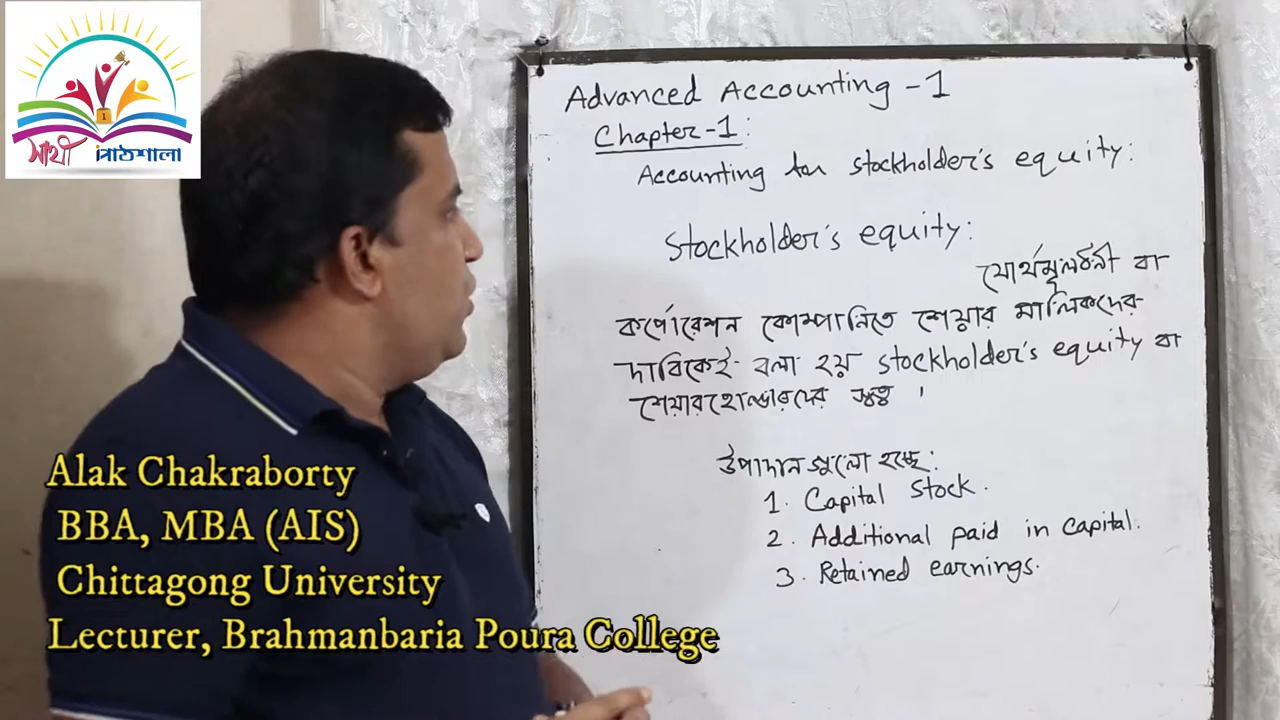 সাথী পাঠশালা
Advanced Accounting -1
Chapter-1:
Accounting for stockholder's equity:
Stockholder's equity:
যৌথমূলধনী বা
কর্পোরেশন কোম্পানিতে শেয়ার মালিকদের
দাবিকেই বলা হয় stockholder's equity বা
শেয়ারহোল্ডারদের স্বত্ব ।
উপাদান গুলো হচ্ছে:
1. Capital Stock.
2. Additional paid in capital.
3. Retained earnings.
Alak Chakraborty
BBA, MBA (AIS)
Chittagong University
Lecturer, Brahmanbaria Poura College